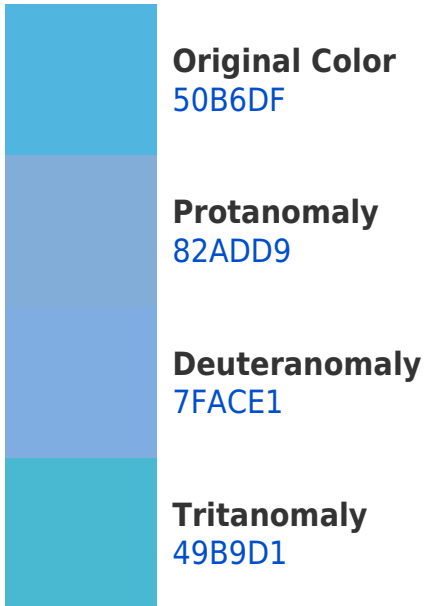 Original Color
50B6DF
Protanomaly
82ADD9
Deuteranomaly
7FACE1
Tritanomaly
49B9D1